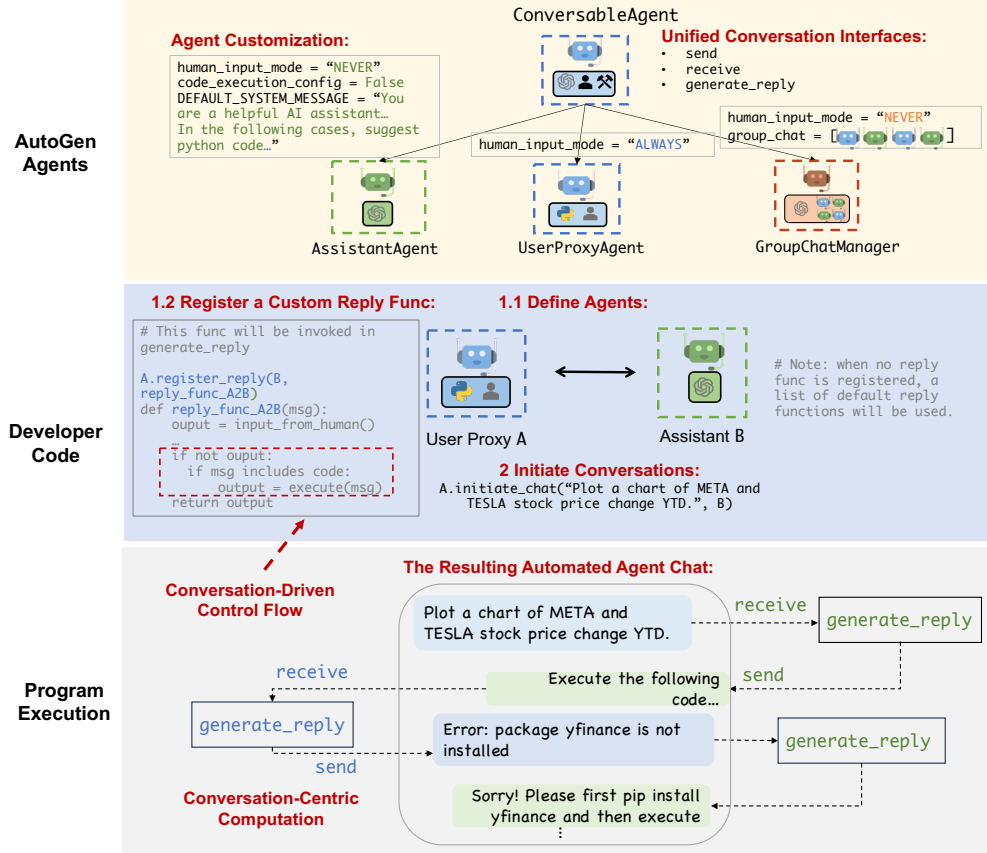 ConversableAgent
Agent Customization:
human_input_mode = “NEVER”
code_execution_config = False
DEFAULT_SYSTEM_MESSAGE = “You
are a helpful AI assistant…
In the following cases, suggest
python code…”
Unified Conversation Interfaces:
• send
• receive
• generate_reply
AutoGen
Agents
human_input_mode = “ALWAYS”
human_input_mode = “NEVER”
group_chat = [ ]
AssistantAgent
UserProxyAgent
GroupChatManager
Developer
Code
1.2 Register a Custom Reply Func:
# This func will be invoked in
generate_reply
A.register_reply(B,
reply_func_A2B)
def reply_func_A2B(msg):
ouput = input_from_human()
…
if not ouput:
if msg includes code:
output = execute(msg)
return output
1.1 Define Agents:
User Proxy A
Assistant B
# Note: when no reply
func is registered, a
list of default reply
functions will be used.
2 Initiate Conversations:
A.initiate_chat(“Plot a chart of META and
TESLA stock price change YTD.”, B)
Program
Execution
Conversation-Driven
Control Flow
The Resulting Automated Agent Chat:
Plot a chart of META and
TESLA stock price change YTD.
receive
generate_reply
send
Execute the following
code…
receive
generate_reply
send
Error: package yfinance is not
installed
generate_reply
Sorry! Please first pip install
yfinance and then execute
⋮
Conversation-Centric
Computation